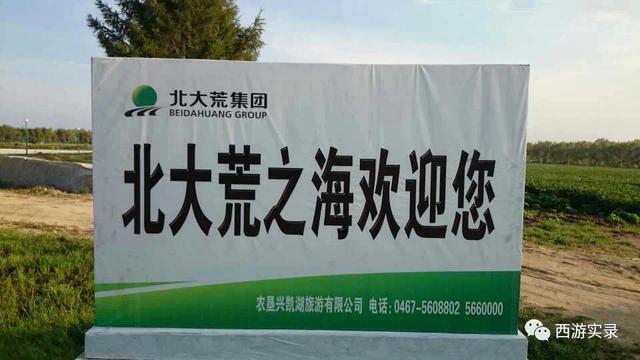 北大荒集团
BEIDAHUANG GROUP
北大荒之海欢迎您
农垦兴凯湖旅游有限公司 电话:0467-5608802 5660000
西游实录